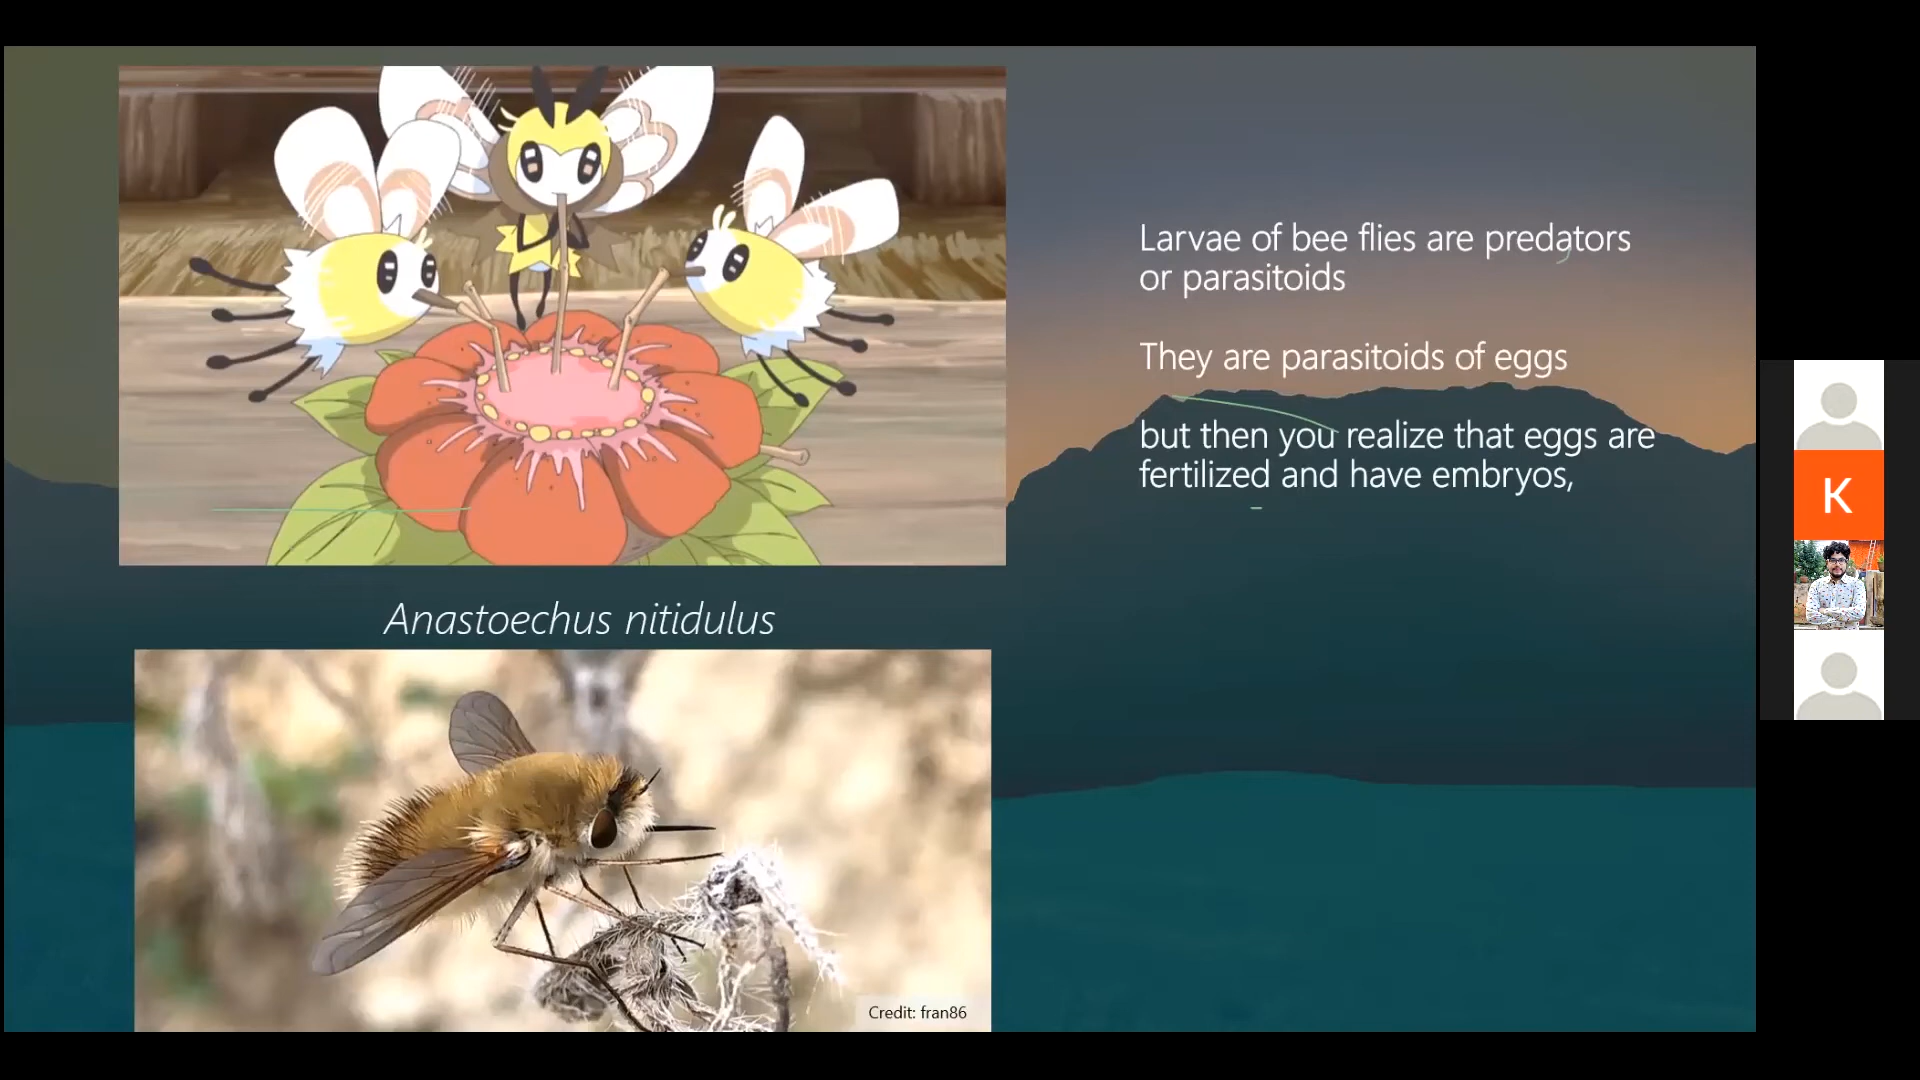 Larvae of bee flies are predators
or parasitoids
They are parasitoids of eggs
but then you realize that eggs are
fertilized and have embryos,
Anastoechus nitidulus
Credit: fran86
K